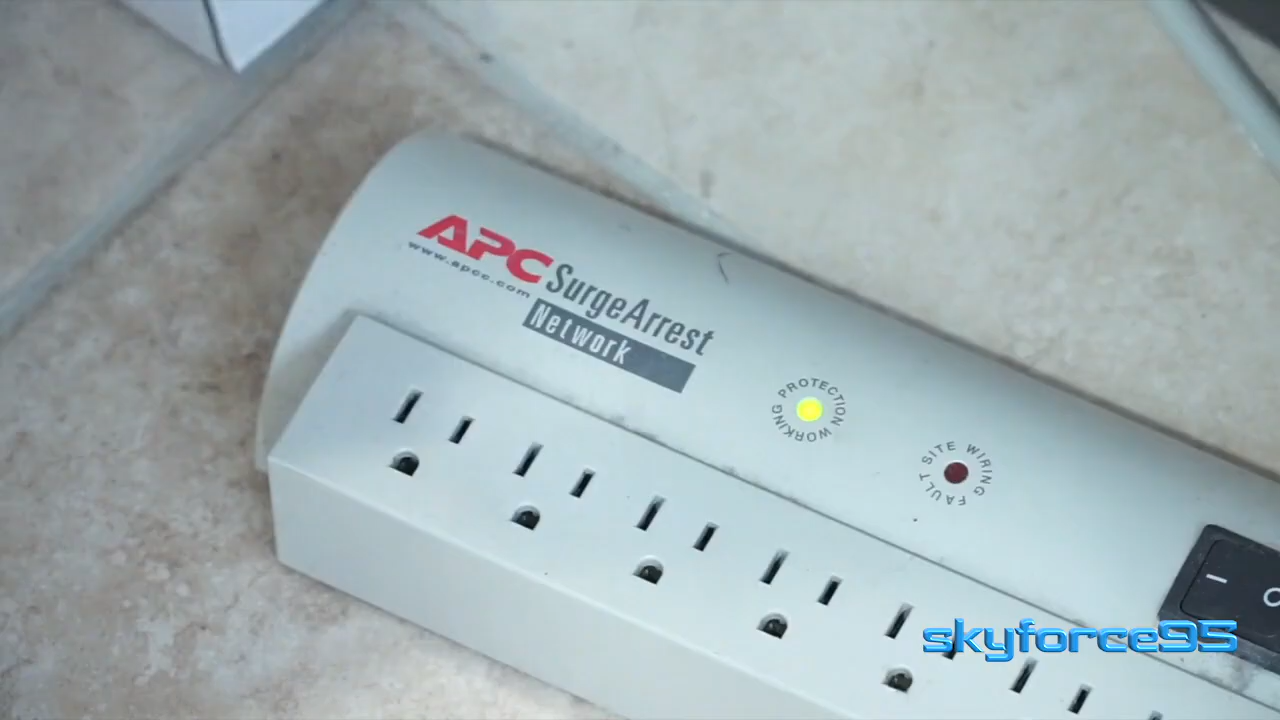 APC
www.apcc.com
SurgeArrest
Network
PROTECTION WORKING
SITE WIRING FAULT
I O
skyforce95